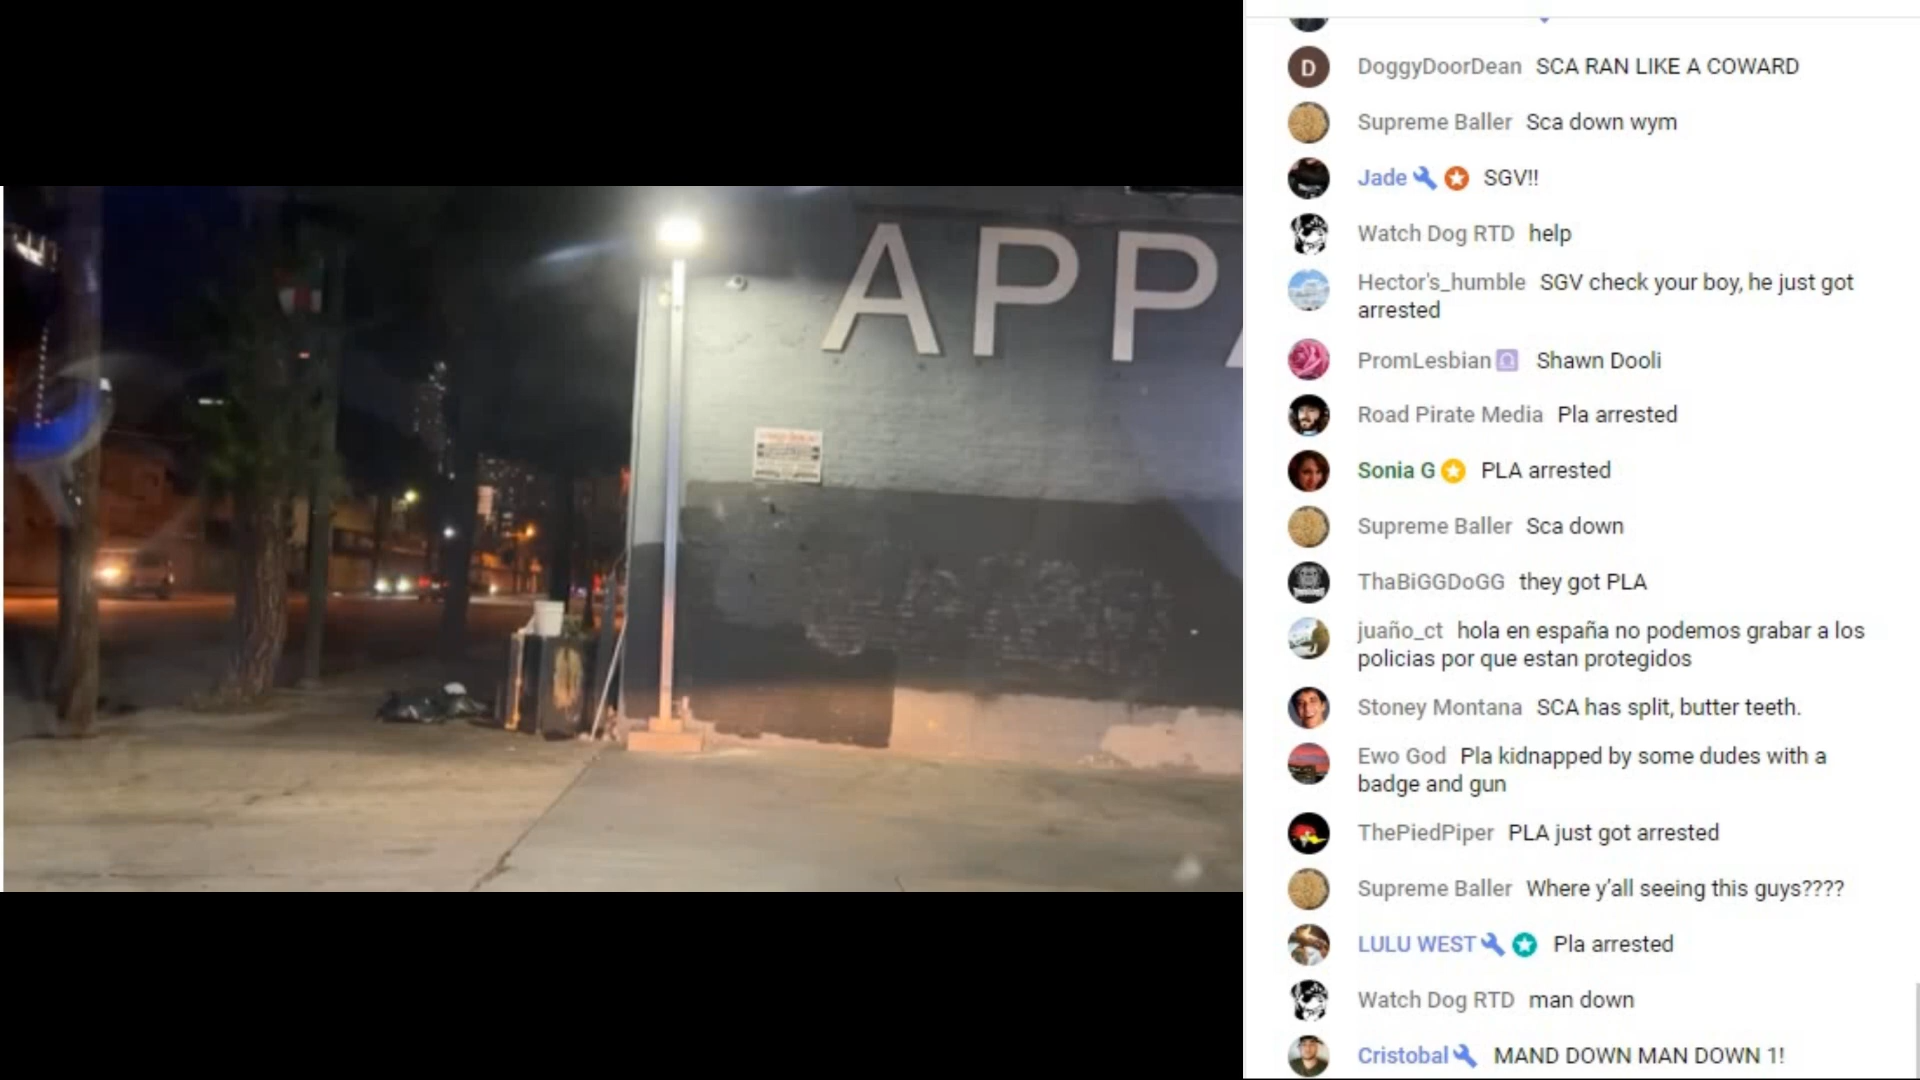 APP
D
DoggyDoorDean SCA RAN LIKE A COWARD
Supreme Baller Sca down wym
Jade SGV!!
Watch Dog RTD help
Hector's_humble SGV check your boy, he just got
arrested
PromLesbian Shawn Dooli
Road Pirate Media Pla arrested
Sonia G PLA arrested
Supreme Baller Sca down
ThaBiGGDoGG they got PLA
juaño_ct hola en españa no podemos grabar a los
policias por que estan protegidos
Stoney Montana SCA has split, butter teeth.
Ewo God Pla kidnapped by some dudes with a
badge and gun
ThePiedPiper PLA just got arrested
Supreme Baller Where y'all seeing this guys????
LULU WEST Pla arrested
Watch Dog RTD man down
Cristobal MAND DOWN MAN DOWN 1!